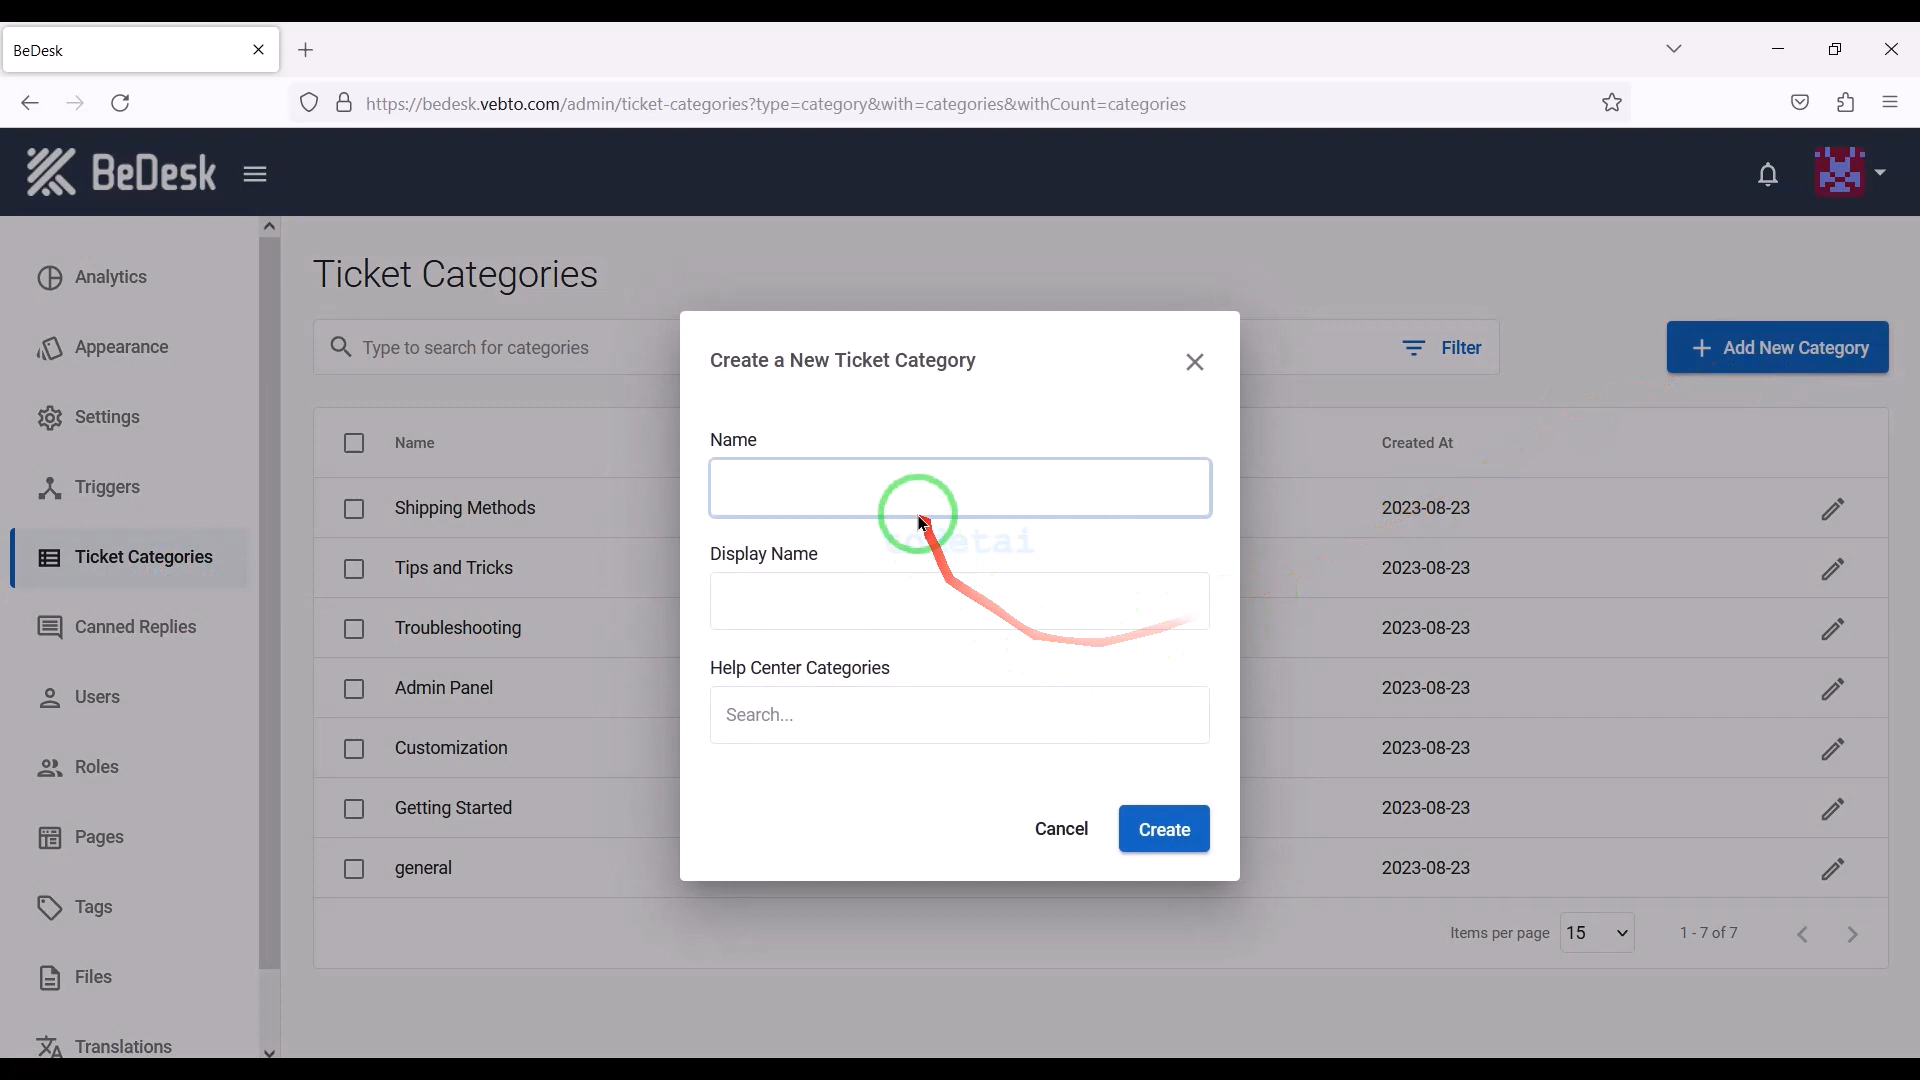 BeDesk
https://bedesk.vebto.com/admin/ticket-categories?type=category&with=categories&withCount=categories
BeDesk
Analytics
Appearance
Settings
Triggers
Ticket Categories
Canned Replies
Users
Roles
Pages
Tags
Files
Translations
Ticket Categories
Type to search for categories
Filter
Add New Category
Name
Created At
Shipping Methods
2023-08-23
Tips and Tricks
2023-08-23
Troubleshooting
2023-08-23
Admin Panel
2023-08-23
Customization
2023-08-23
Getting Started
2023-08-23
general
2023-08-23
Items per page
15
1 - 7 of 7
Create a New Ticket Category
Name
Display Name
Help Center Categories
Search...
Cancel
Create